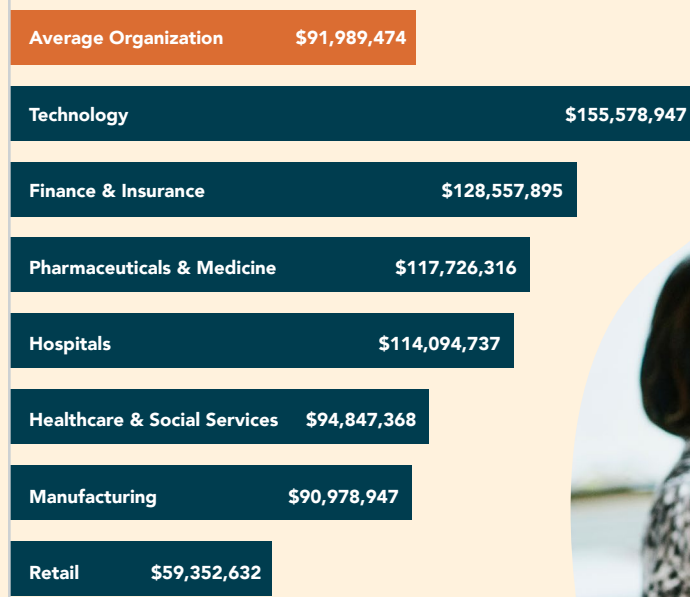 Average Organization $91,989,474
Technology $155,578,947
Finance & Insurance $128,557,895
Pharmaceuticals & Medicine $117,726,316
Hospitals $114,094,737
Healthcare & Social Services $94,847,368
Manufacturing $90,978,947
Retail $59,352,632